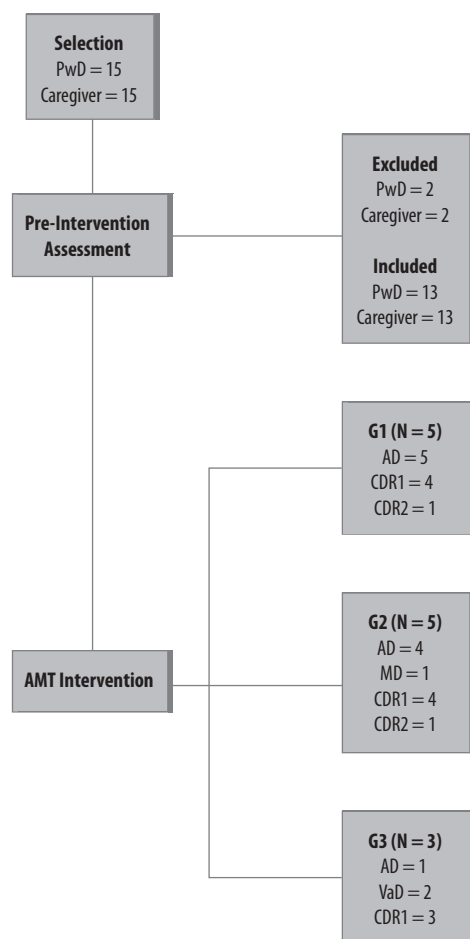 Selection
PwD = 15
Caregiver = 15
Excluded
PwD = 2
Caregiver = 2
Pre-Intervention
Assessment
Included
PwD = 13
Caregiver = 13
G1 (N = 5)
AD = 5
CDR1 = 4
CDR2 = 1
G2 (N = 5)
AD = 4
MD = 1
CDR1 = 4
CDR2 = 1
AMT Intervention
G3 (N = 3)
AD = 1
VaD = 2
CDR1 = 3